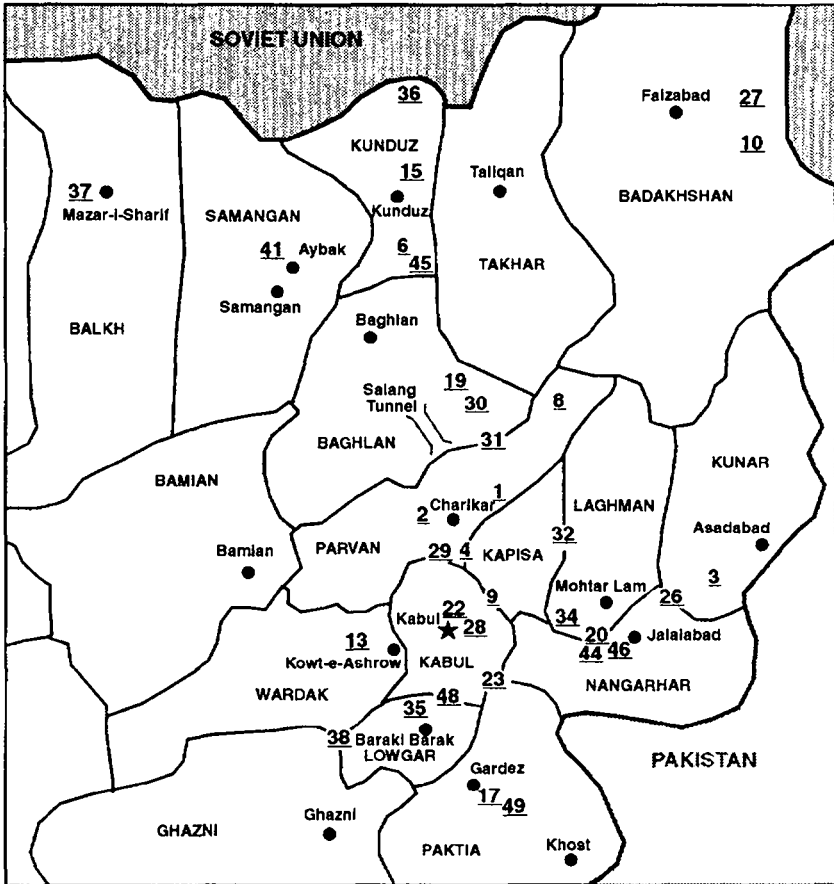 SOVIET UNION
36
Faizabad
27
KUNDUZ
10
15
Taliqan
37
Mazar-i-Sharif
Kunduz
BADAKHSHAN
SAMANGAN
6
41
Aybak
45
TAKHAR
Samangan
Baghlan
BALKH
19
Salang
Tunnel
30
8
31
BAGHLAN
KUNAR
BAMIAN
1
LAGHMAN
2
Charikar
Asadabad
32
PARVAN
29
4
KAPISA
Bamian
3
Mohtar Lam
9
26
22
Kabul
34
28
20
Jalalabad
13
44
46
Kowt-e-Ashrow
KABUL
23
NANGARHAR
WARDAK
48
35
38
Baraki Barak
LOWGAR
PAKISTAN
Gardez
17
49
GHAZNI
Ghazni
PAKTIA
Khost